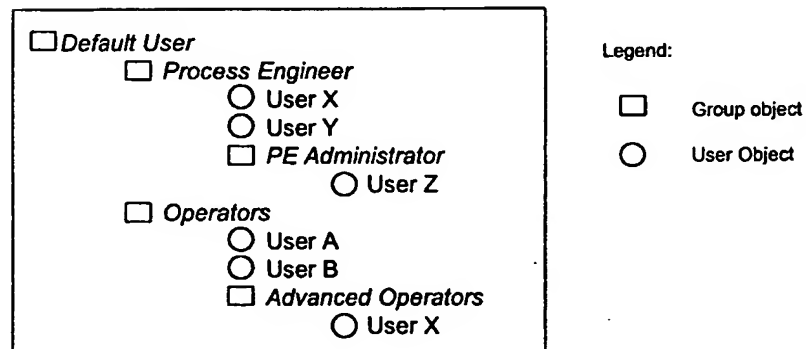 Default User
Process Engineer
User X
User Y
PE Administrator
User Z
Operators
User A
User B
Advanced Operators
User X
Legend:
Group object
User Object